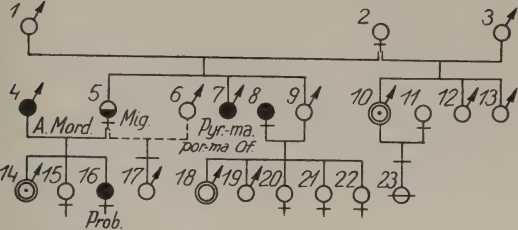 1 2 3
4 5 6 7 8 9 10 11 12 13
A. Mord. Mig. Pyr-ma.
por-ma Of.
14 15 16 17 18 19 20 21 22 23
Prob.